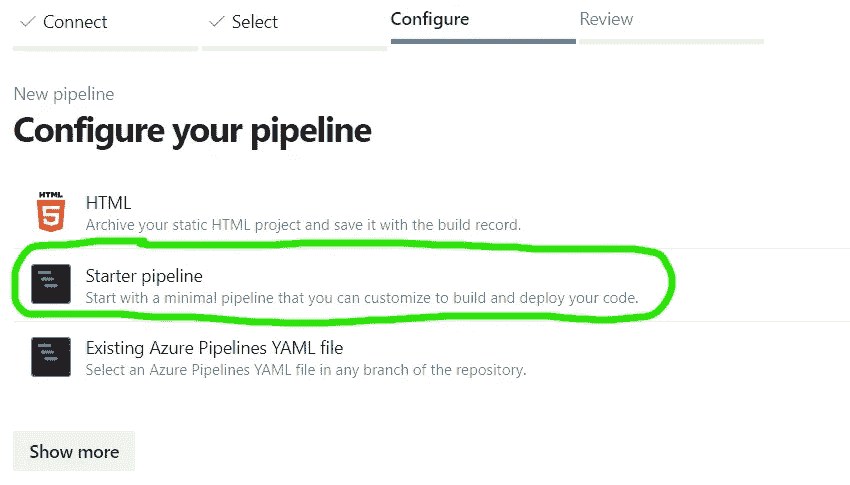 Connect
Select
Configure
Review
New pipeline
Configure your pipeline
HTML
5
HTML
Archive your static HTML project and save it with the build record.
Starter pipeline
Start with a minimal pipeline that you can customize to build and deploy your code.
Existing Azure Pipelines YAML file
Select an Azure Pipelines YAML file in any branch of the repository.
Show more